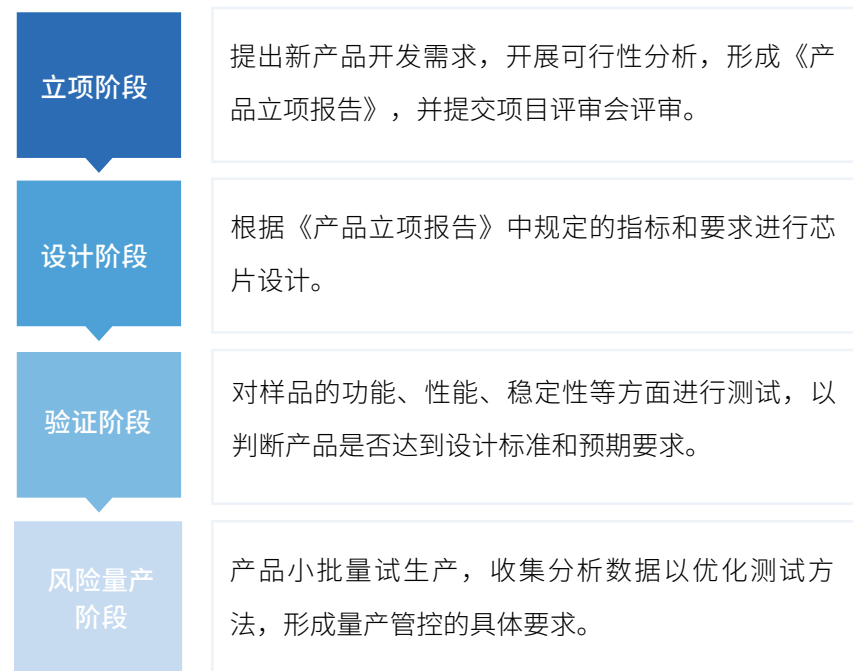 立项阶段
提出新产品开发需求，开展可行性分析，形成《产
品立项报告》，并提交项目评审会评审。
设计阶段
根据《产品立项报告》中规定的指标和要求进行芯
片设计。
验证阶段
对样品的功能、性能、稳定性等方面进行测试，以
判断产品是否达到设计标准和预期要求。
风险量产
阶段
产品小批量试生产，收集分析数据以优化测试方
法，形成量产管控的具体要求。